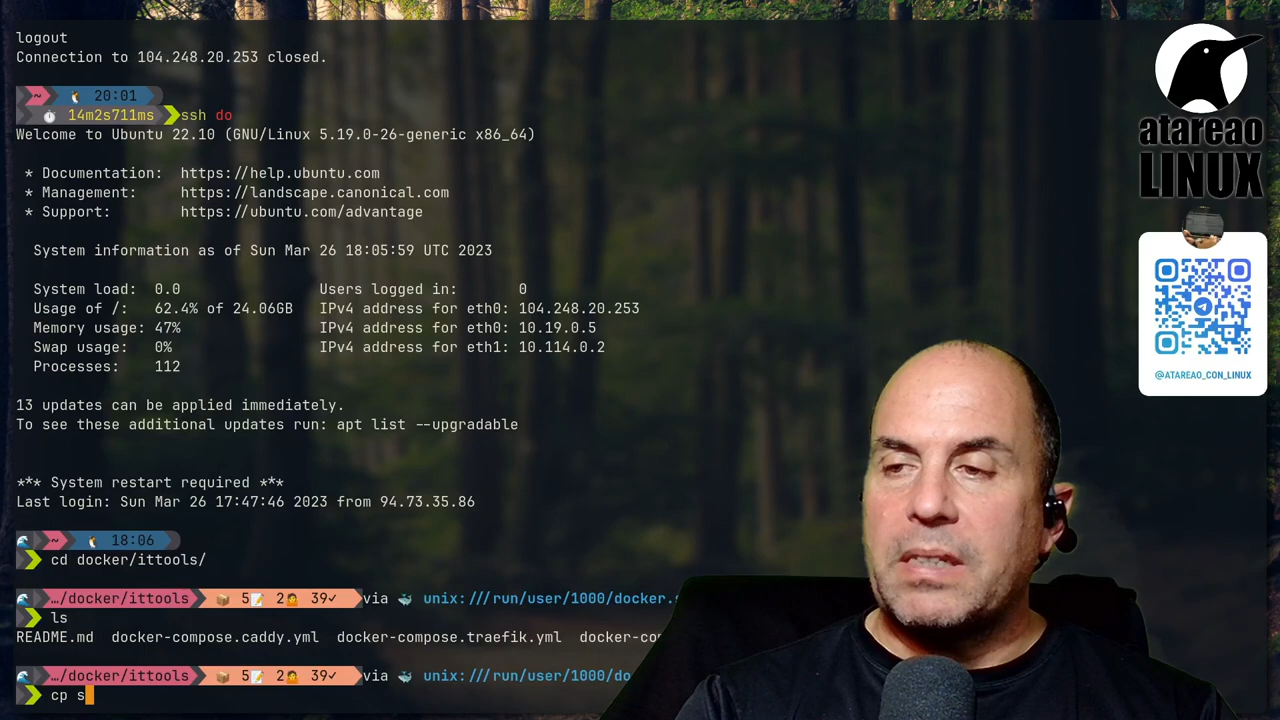 logout
Connection to 104.248.20.253 closed.
~ 20:01
14m2s711ms ssh do
Welcome to Ubuntu 22.10 (GNU/Linux 5.19.0-26-generic x86_64)
* Documentation: https://help.ubuntu.com
* Management: https://landscape.canonical.com
* Support: https://ubuntu.com/advantage
System information as of Sun Mar 26 18:05:59 UTC 2023
System load: 0.0 Users logged in: 0
Usage of /: 62.4% of 24.06GB IPv4 address for eth0: 104.248.20.253
Memory usage: 47% IPv4 address for eth0: 10.19.0.5
Swap usage: 0% IPv4 address for eth1: 10.114.0.2
Processes: 112
13 updates can be applied immediately.
To see these additional updates run: apt list --upgradable
*** System restart required ***
Last login: Sun Mar 26 17:47:46 2023 from 94.73.35.86
~ 18:06
cd docker/ittools/
…/docker/ittools 5 2 39✓ via unix:///run/user/1000/docker.s
ls
README.md docker-compose.caddy.yml docker-compose.traefik.yml docker-co
…/docker/ittools 5 2 39✓ via unix:///run/user/1000/do
cp s
atareao
LINUX
@ATAREAO_CON_LINUX